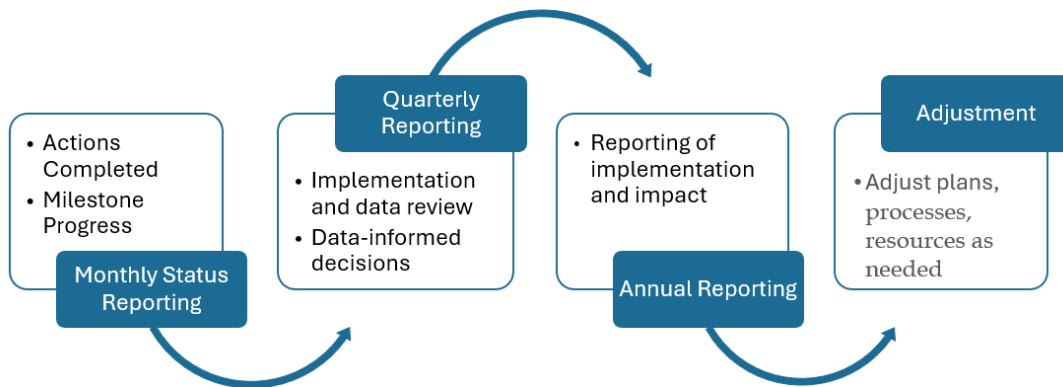 • Actions
Completed
• Milestone
Progress
Monthly Status
Reporting
Quarterly
Reporting
• Implementation
and data review
• Data-informed
decisions
• Reporting of
implementation
and impact
Annual Reporting
Adjustment
• Adjust plans,
processes,
resources as
needed